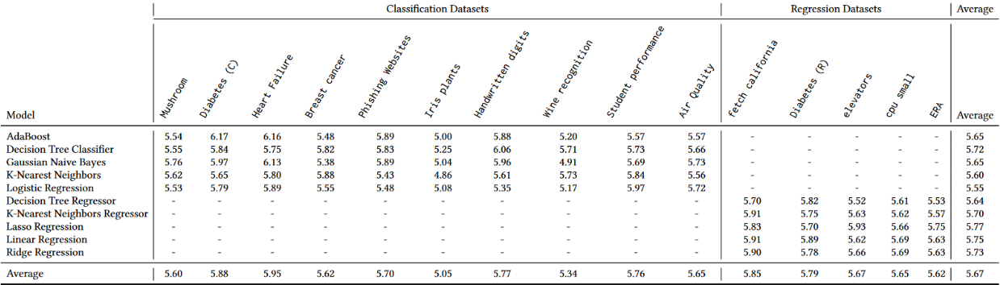 Classification Datasets Regression Datasets Average
Model Mushroom Diabetes (C) Heart Failure Breast cancer Phishing Websites Iris plants Handwritten digits Wine recognition Student performance Air Quality fetch california Diabetes (R) elevators cpu small ERA Average
AdaBoost 5.54 6.17 6.16 5.48 5.89 5.00 5.88 5.20 5.57 5.57 - - - - - 5.65
Decision Tree Classifier 5.55 5.84 5.75 5.82 5.83 5.25 6.06 5.71 5.73 5.66 - - - - - 5.72
Gaussian Naive Bayes 5.76 5.97 6.13 5.38 5.89 5.04 5.96 4.91 5.69 5.73 - - - - - 5.65
K-Nearest Neighbors 5.62 5.65 5.80 5.88 5.43 4.86 5.61 5.73 5.84 5.56 - - - - - 5.60
Logistic Regression 5.53 5.79 5.89 5.55 5.48 5.08 5.35 5.17 5.97 5.72 - - - - - 5.55
Decision Tree Regressor - - - - - - - - - - 5.70 5.82 5.52 5.61 5.53 5.64
K-Nearest Neighbors Regressor - - - - - - - - - - 5.91 5.75 5.63 5.62 5.57 5.70
Lasso Regression - - - - - - - - - - 5.83 5.70 5.93 5.66 5.75 5.77
Linear Regression - - - - - - - - - - 5.91 5.89 5.62 5.69 5.63 5.75
Ridge Regression - - - - - - - - - - 5.90 5.78 5.66 5.69 5.63 5.73
Average 5.60 5.88 5.95 5.62 5.70 5.05 5.77 5.34 5.76 5.65 5.85 5.79 5.67 5.65 5.62 5.67